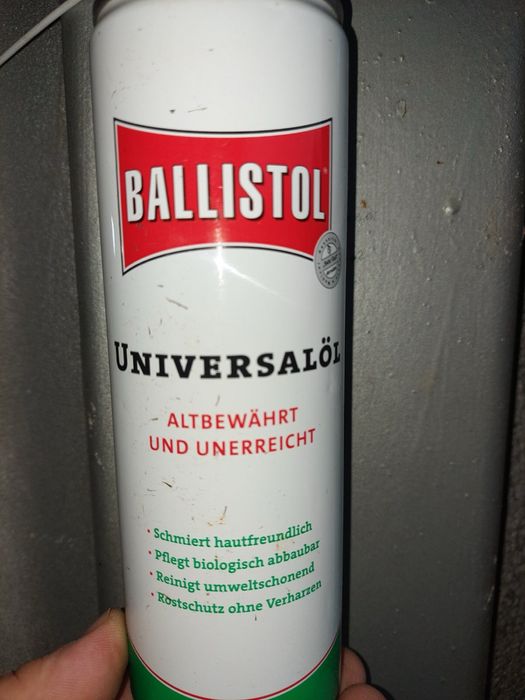 BALLISTOL
UNIVERSALÖL
ALTBEWÄHRT
UND UNERREICHT
· Schmiert hautfreundlich
· Pflegt biologisch abbaubar
· Reinigt umweltschonend
· Rostschutz ohne Verharzen